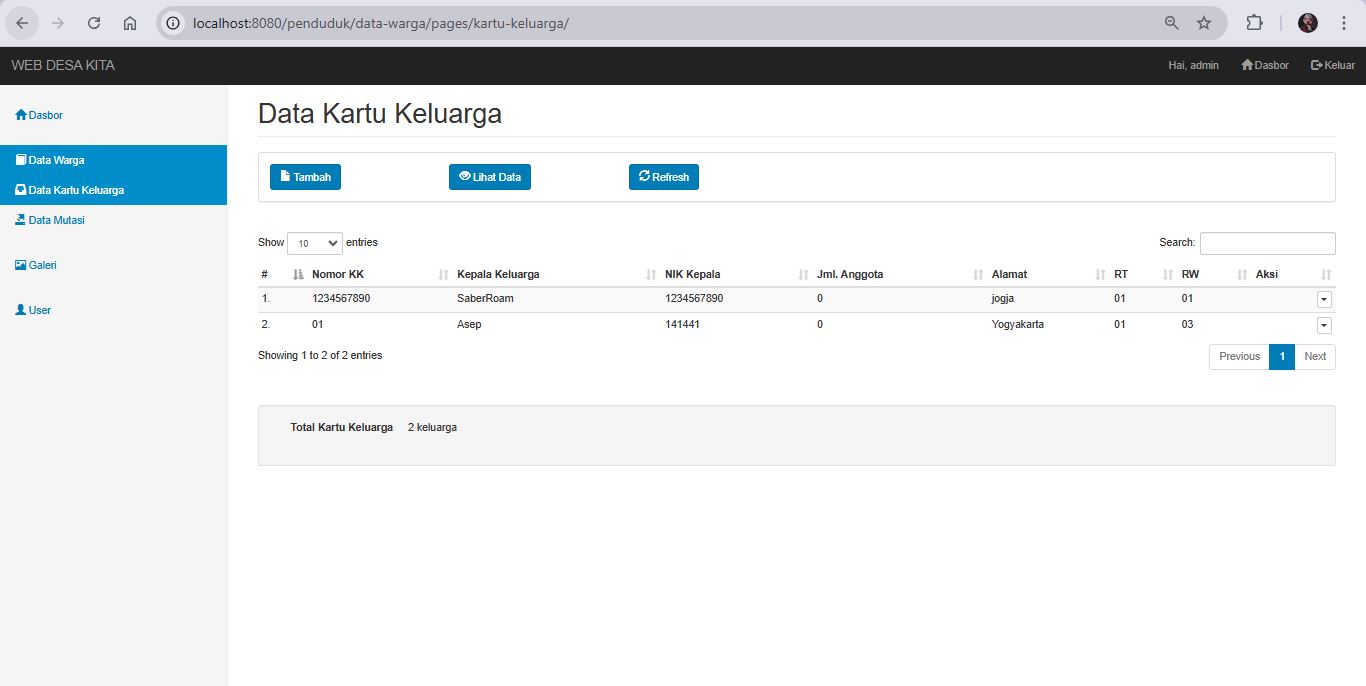 localhost:8080/penduduk/data-warga/pages/kartu-keluarga/
WEB DESA KITA
Hai, admin Dasbor Keluar
Dasbor
Data Warga
Data Kartu Keluarga
Data Mutasi
Galeri
User
Data Kartu Keluarga
Tambah Lihat Data Refresh
Show 10 entries Search:
# Nomor KK Kepala Keluarga NIK Kepala Jml. Anggota Alamat RT RW Aksi
1. 1234567890 SaberRoam 1234567890 0 jogja 01 01
2. 01 Asep 141441 0 Yogyakarta 01 03
Showing 1 to 2 of 2 entries
Previous 1 Next
Total Kartu Keluarga 2 keluarga